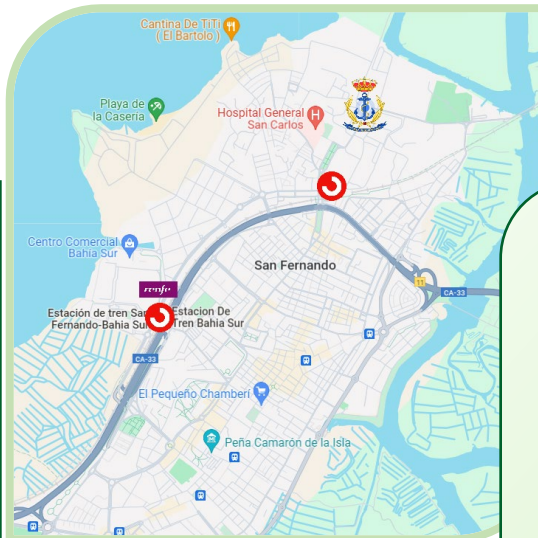 Cantina De TiTi
( El Bartolo )
Playa de
la Caseria
Hospital General
San Carlos
Centro Comercial
Bahia Sur
San Fernando
11
CA-33
renfe
Estación de tren San
Fernando-Bahia Sur
Estacion De
Tren Bahia Sur
CA-33
El Pequeño Chamberí
Peña Camarón de la Isla